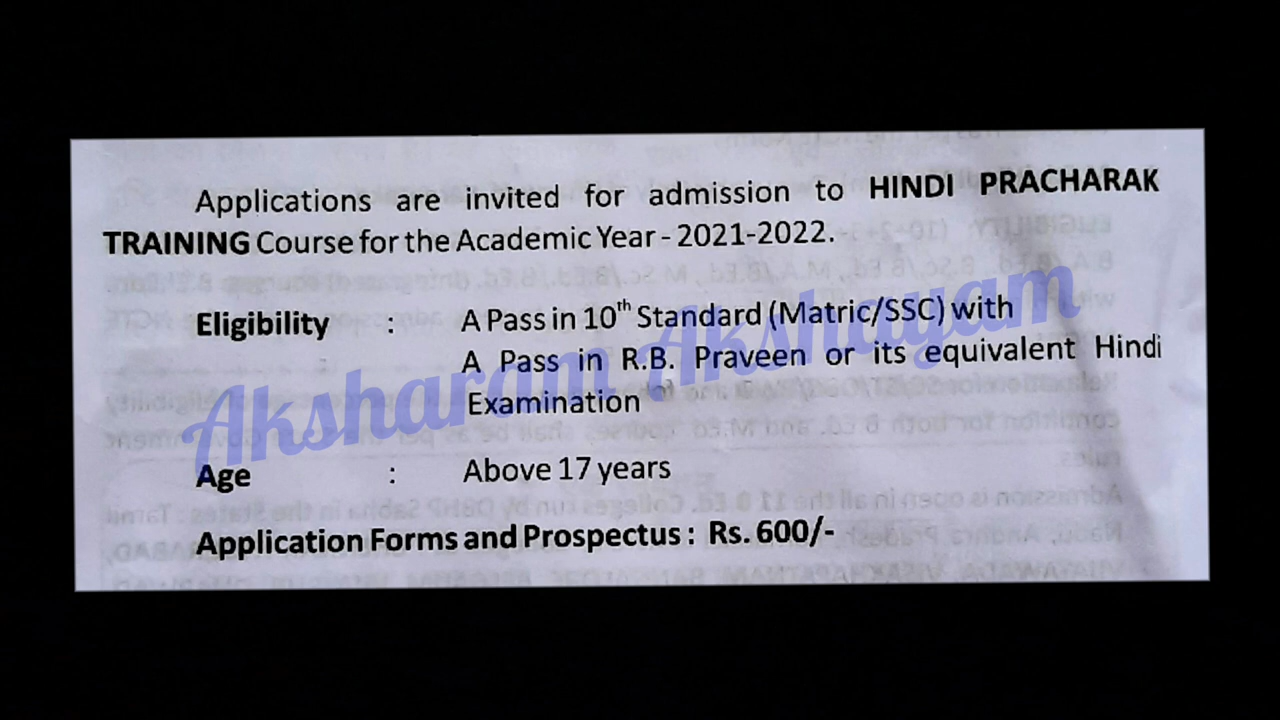 Applications are invited for admission to HINDI PRACHARAK
TRAINING Course for the Academic Year - 2021-2022.
Eligibility : A Pass in 10th Standard (Matric/SSC) with
A Pass in R.B. Praveen or its equivalent Hindi
Examination
Age : Above 17 years
Application Forms and Prospectus : Rs. 600/-
Aksharam Akshayam